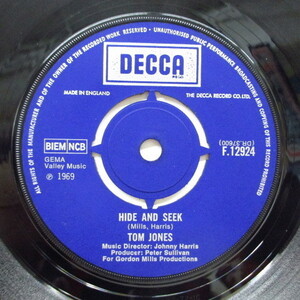 ALL RIGHTS OF THE MANUFACTURER AND OF THE OWNER OF THE RECORDED WORK RESERVED • UNAUTHORISED PUBLIC PERFORMANCE BROADCASTING AND COPYING OF THIS RECORD PROHIBITED
DECCA
MADE IN ENGLAND
THE DECCA RECORD CO. LTD.
BIEM NCB
GEMA
Valley Music
℗ 1969
(DR.37600)
F.12924
HIDE AND SEEK
(Mills, Harris)
TOM JONES
Music Director: Johnny Harris
Producer: Peter Sullivan
For Gordon Mills Productions